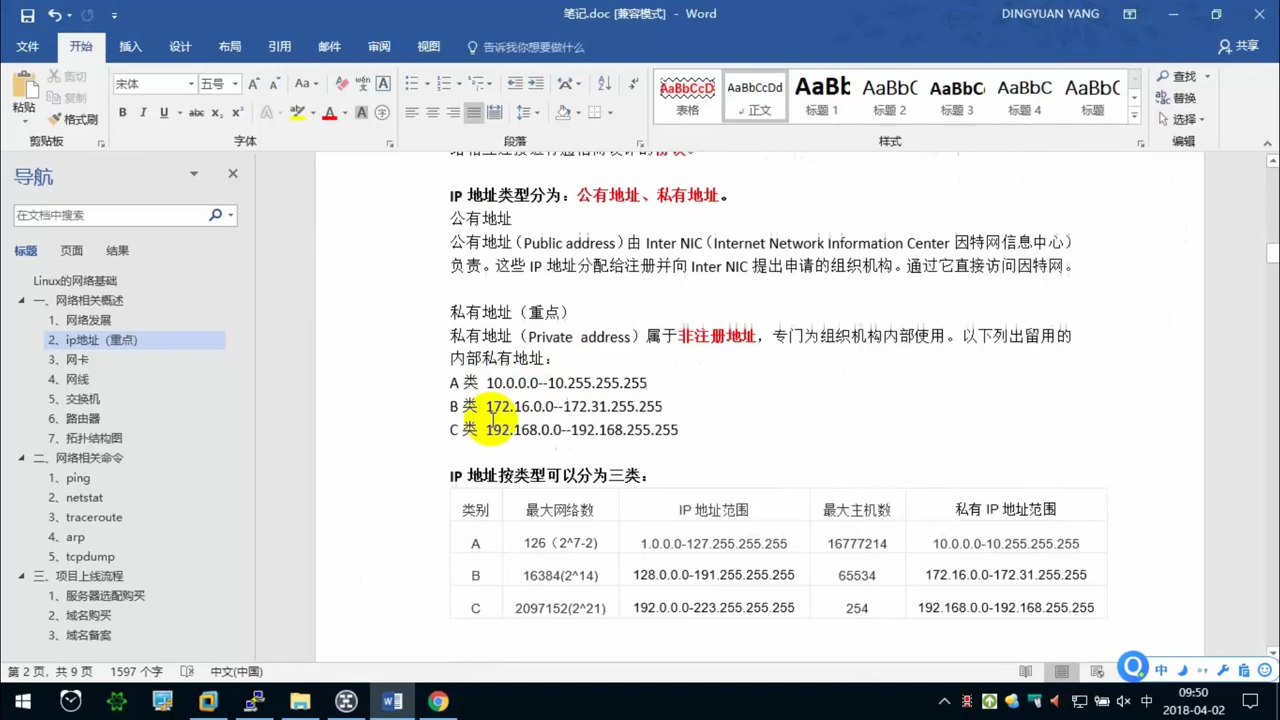 笔记.doc [兼容模式] - Word
DINGYUAN YANG
文件 开始 插入 设计 布局 引用 邮件 审阅 视图 告诉我你想要做什么 共享
粘贴 剪切 复制 格式刷
剪贴板
宋体 五号
字体
段落
AaBbCcD 表格
AaBbCcDd 正文
AaBb 标题 1
AaBbC 标题 2
AaBbC 标题 3
AaBbC 标题 4
AaBbC 标题
样式
查找
替换
选择
编辑
导航
在文档中搜索
标题 页面 结果
Linux的网络基础
一、网络相关概述
1、网络发展
2、ip地址（重点）
3、网卡
4、网线
5、交换机
6、路由器
7、拓扑结构图
二、网络相关命令
1、ping
2、netstat
3、traceroute
4、arp
5、tcpdump
三、项目上线流程
1、服务器选配购买
2、域名购买
3、域名备案
IP 地址类型分为：公有地址、私有地址。
公有地址
公有地址（Public address）由 Inter NIC（Internet Network Information Center 因特网信息中心）
负责。这些 IP 地址分配给注册并向 Inter NIC 提出申请的组织机构。通过它直接访问因特网。
私有地址（重点）
私有地址（Private address）属于非注册地址，专门为组织机构内部使用。以下列出留用的
内部私有地址：
A 类 10.0.0.0--10.255.255.255
B 类 172.16.0.0--172.31.255.255
C 类 192.168.0.0--192.168.255.255
IP 地址按类型可以分为三类：
类别 最大网络数 IP 地址范围 最大主机数 私有 IP 地址范围
A 126（2^7-2) 1.0.0.0-127.255.255.255 16777214 10.0.0.0-10.255.255.255
B 16384(2^14) 128.0.0.0-191.255.255.255 65534 172.16.0.0-172.31.255.255
C 2097152(2^21) 192.0.0.0-223.255.255.255 254 192.168.0.0-192.168.255.255
第 2 页，共 9 页 1597 个字 中文(中国)
中
中 09:50
2018-04-02